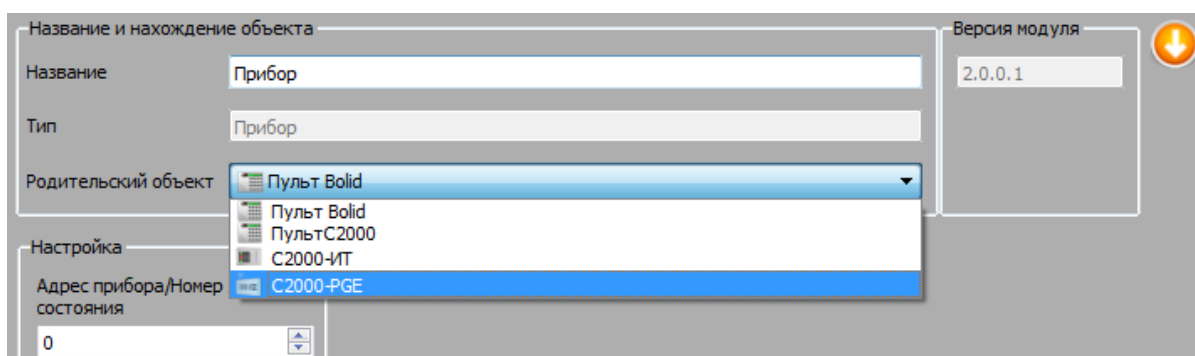 Название и нахождение объекта
Версия модуля
Название
Прибор
2.0.0.1
Тип
Прибор
Родительский объект
Пульт Bolid
Пульт Bolid
ПультС2000
С2000-ИТ
С2000-PGE
Настройка
Адрес прибора/Номер
состояния
0